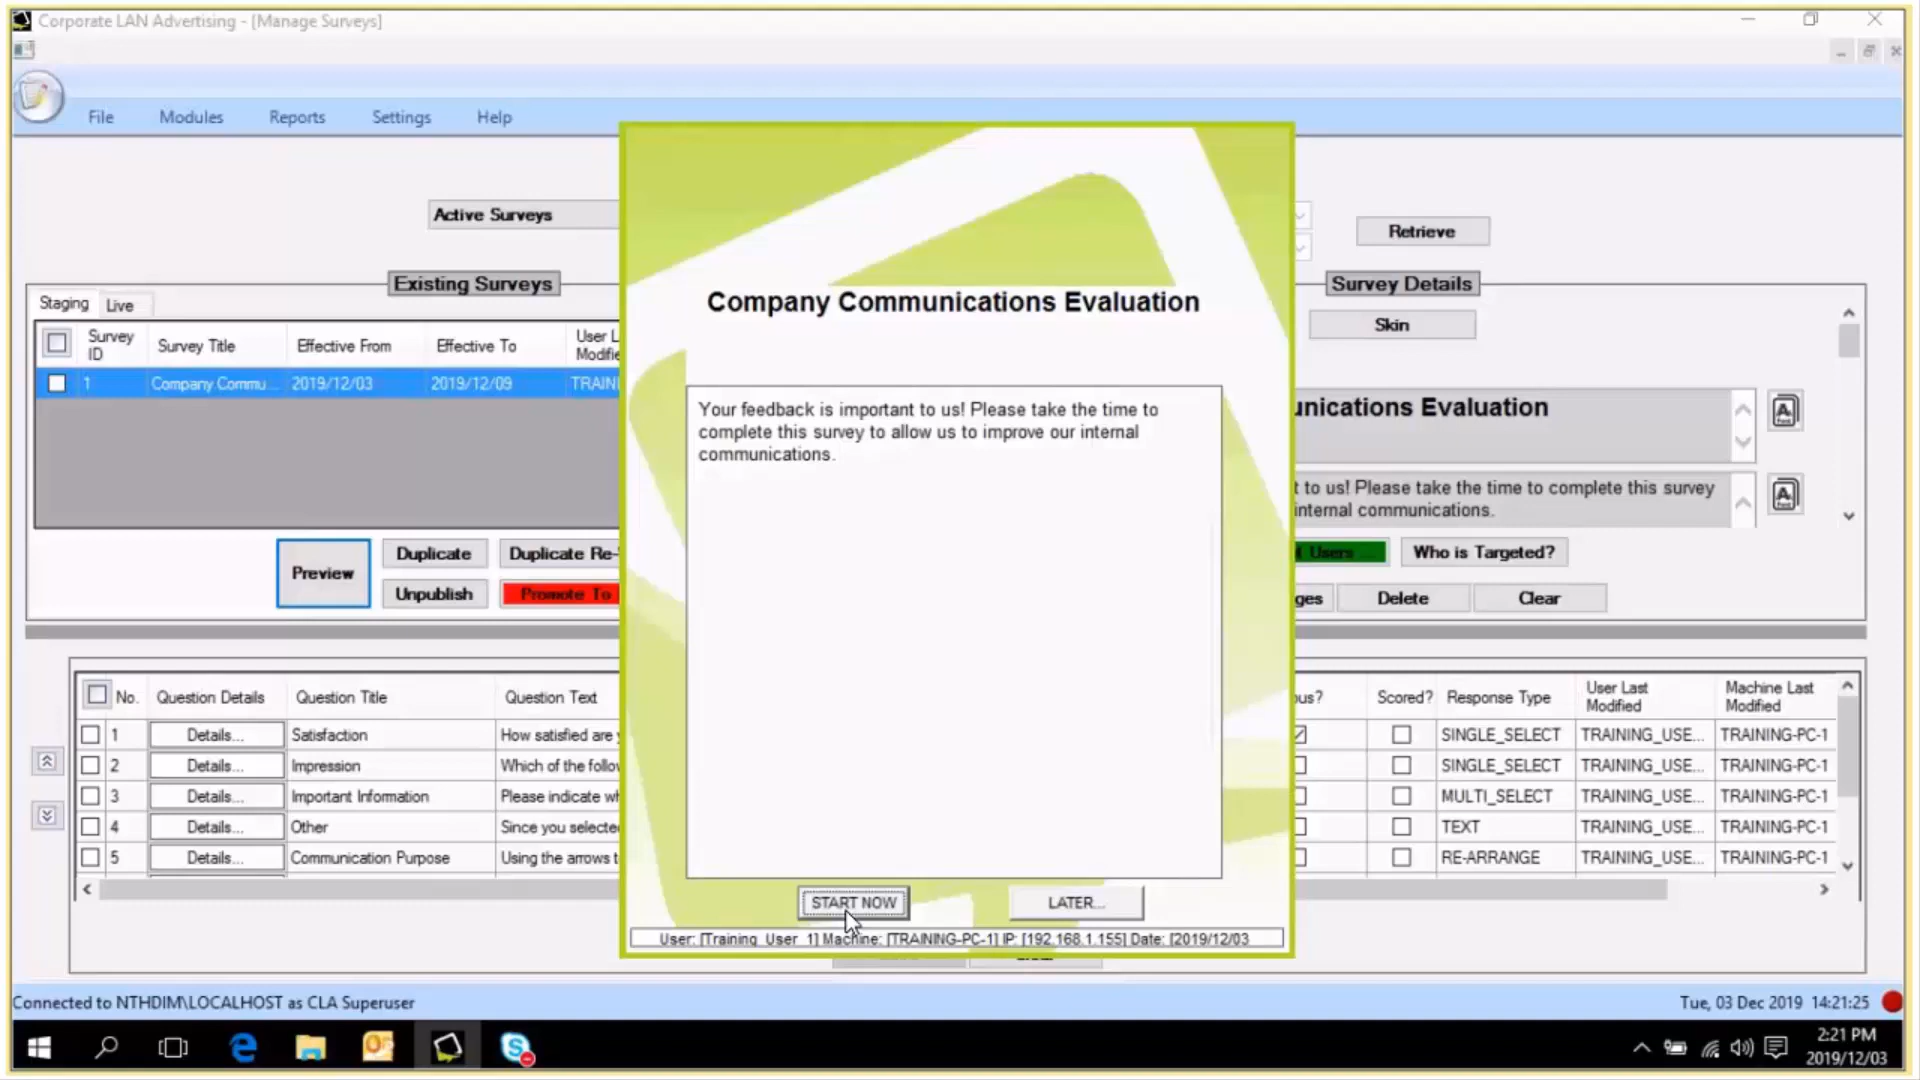 Corporate LAN Advertising - [Manage Surveys]
File Modules Reports Settings Help
Active Surveys
Retrieve
Existing Surveys
Survey Details
Staging Live
Skin
Survey ID Survey Title Effective From Effective To User L
Modifie
1 Company Commu... 2019/12/03 2019/12/09 TRAIN
Company Communications Evaluation
Your feedback is important to us! Please take the time to
complete this survey to allow us to improve our internal
communications.
unications Evaluation
t to us! Please take the time to complete this survey
internal communications.
Preview
Duplicate
Duplicate Re-
Unpublish
Promote To
Users ...
Who is Targeted?
ges
Delete
Clear
No. Question Details Question Title Question Text
ous? Scored? Response Type User Last Modified Machine Last Modified
1 Details... Satisfaction How satisfied are SINGLE_SELECT TRAINING_USE... TRAINING-PC-1
2 Details... Impression Which of the follo SINGLE_SELECT TRAINING_USE... TRAINING-PC-1
3 Details... Important Information Please indicate wh MULTI_SELECT TRAINING_USE... TRAINING-PC-1
4 Details... Other Since you selecte TEXT TRAINING_USE... TRAINING-PC-1
5 Details... Communication Purpose Using the arrows t RE-ARRANGE TRAINING_USE... TRAINING-PC-1
START NOW
LATER...
User: [Training_User_1] Machine: [TRAINING-PC-1] IP: [192.168.1.155] Date: [2019/12/03
Connected to NTHDIM\LOCALHOST as CLA Superuser
Tue, 03 Dec 2019 14:21:25
2:21 PM
2019/12/03